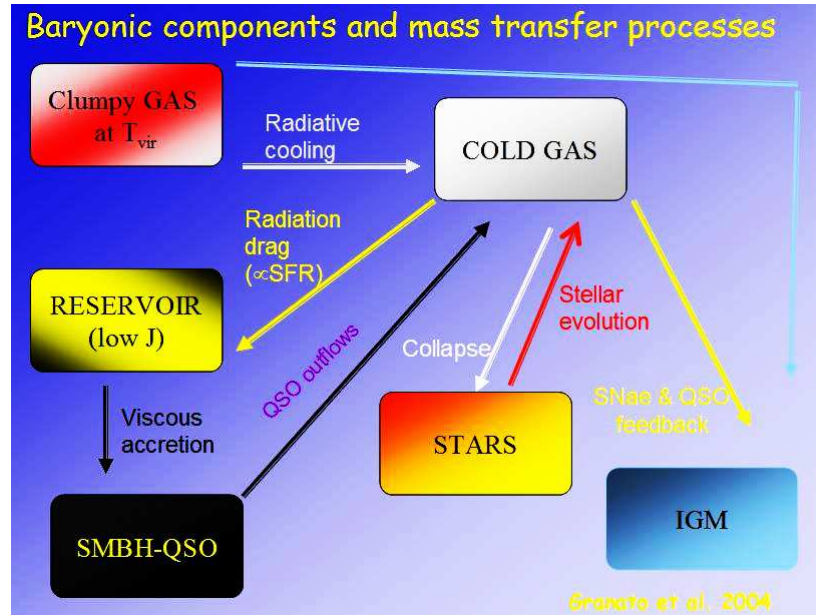 Baryonic components and mass transfer processes
Clumpy GAS
at Tvir
Radiative
cooling
COLD GAS
Radiation
drag
(∝SFR)
RESERVOIR
(low J)
Stellar
evolution
QSO outflows
Collapse
SNae & QSO
feedback
Viscous
accretion
STARS
IGM
SMBH-QSO
Granato et al. 2004